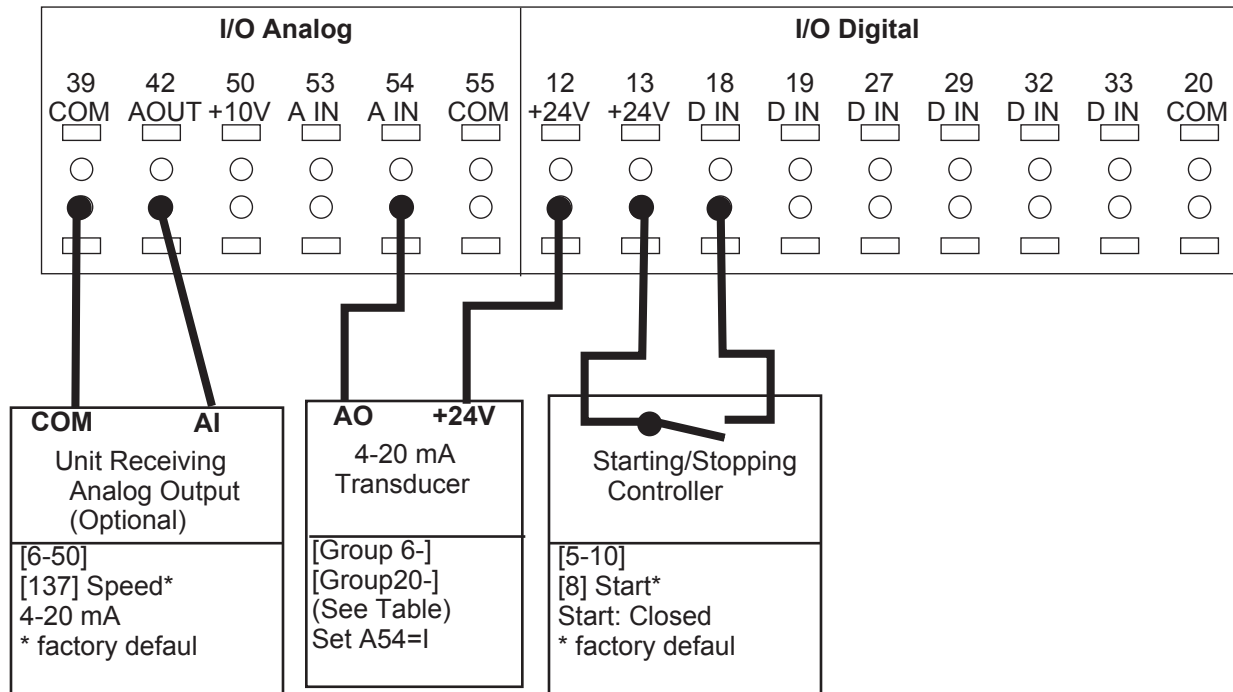 I/O Analog
I/O Digital
39 42 50 53 54 55 12 13 18 19 27 29 32 33 20
COM AOUT +10V A IN A IN COM +24V +24V D IN D IN D IN D IN D IN D IN COM
COM AI
Unit Receiving
Analog Output
(Optional)
[6-50]
[137] Speed*
4-20 mA
* factory defaul
AO +24V
4-20 mA
Transducer
[Group 6-]
[Group20-]
(See Table)
Set A54=I
Starting/Stopping
Controller
[5-10]
[8] Start*
Start: Closed
* factory defaul